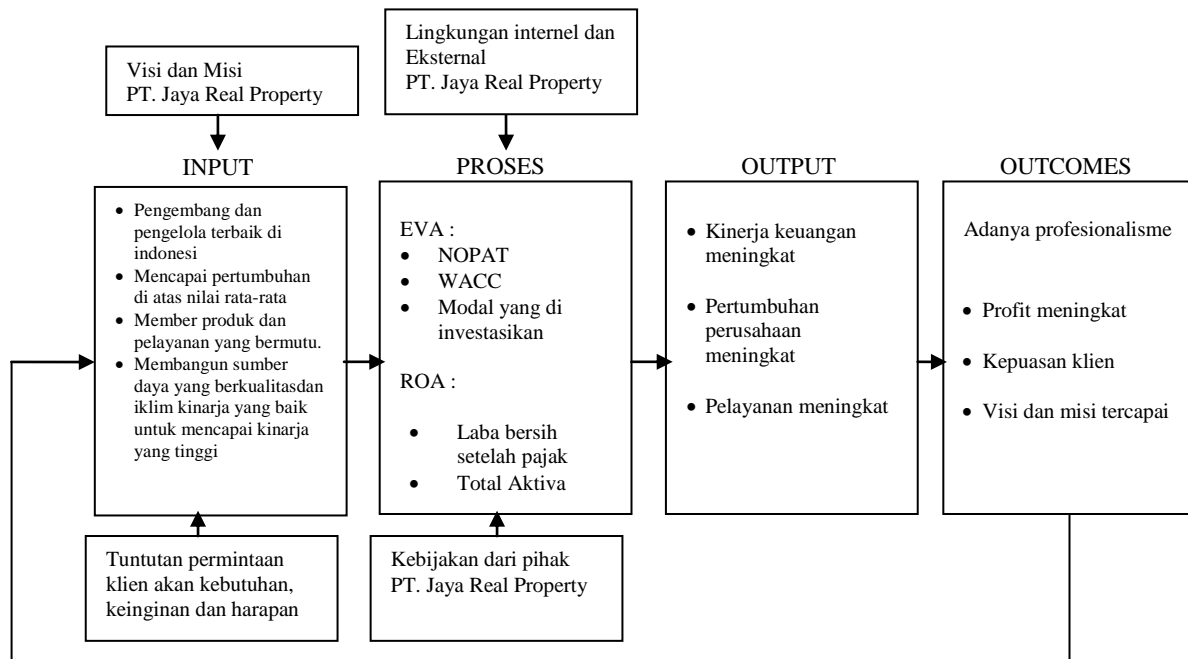 Visi dan Misi
PT. Jaya Real Property
Lingkungan internel dan
Eksternal
PT. Jaya Real Property
INPUT
PROSES
OUTPUT
OUTCOMES
• Pengembang dan
pengelola terbaik di
indonesi
• Mencapai pertumbuhan
di atas nilai rata-rata
• Member produk dan
pelayanan yang bermutu.
• Membangun sumber
daya yang berkualitasdan
iklim kinarja yang baik
untuk mencapai kinarja
yang tinggi
EVA :
• NOPAT
• WACC
• Modal yang di
investasikan
ROA :
• Laba bersih
setelah pajak
• Total Aktiva
• Kinerja keuangan
meningkat
• Pertumbuhan
perusahaan
meningkat
• Pelayanan meningkat
Adanya profesionalisme
• Profit meningkat
• Kepuasan klien
• Visi dan misi tercapai
Tuntutan permintaan
klien akan kebutuhan,
keinginan dan harapan
Kebijakan dari pihak
PT. Jaya Real Property